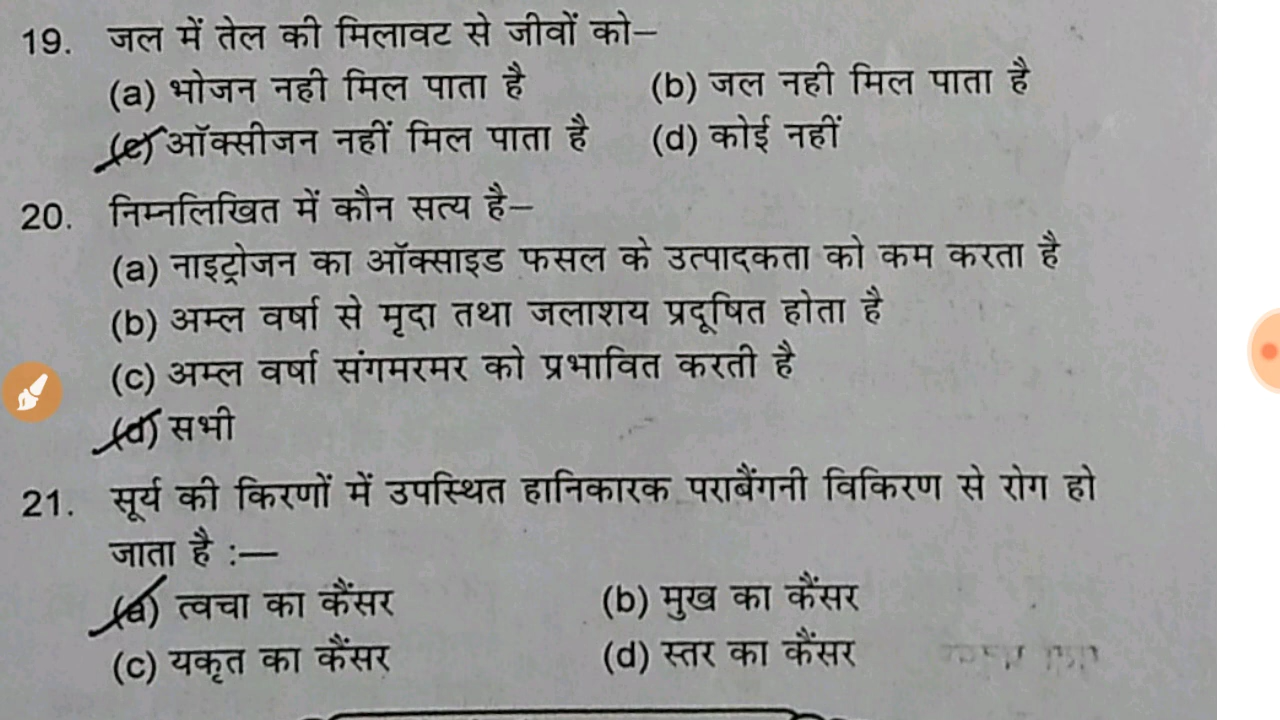 19. जल में तेल की मिलावट से जीवों को–
(a) भोजन नही मिल पाता है (b) जल नही मिल पाता है
(c) ऑक्सीजन नहीं मिल पाता है (d) कोई नहीं
20. निम्नलिखित में कौन सत्य है–
(a) नाइट्रोजन का ऑक्साइड फसल के उत्पादकता को कम करता है
(b) अम्ल वर्षा से मृदा तथा जलाशय प्रदूषित होता है
(c) अम्ल वर्षा संगमरमर को प्रभावित करती है
(d) सभी
21. सूर्य की किरणों में उपस्थित हानिकारक पराबैंगनी विकिरण से रोग हो
जाता है :—
(a) त्वचा का कैंसर (b) मुख का कैंसर
(c) यकृत का कैंसर (d) स्तर का कैंसर